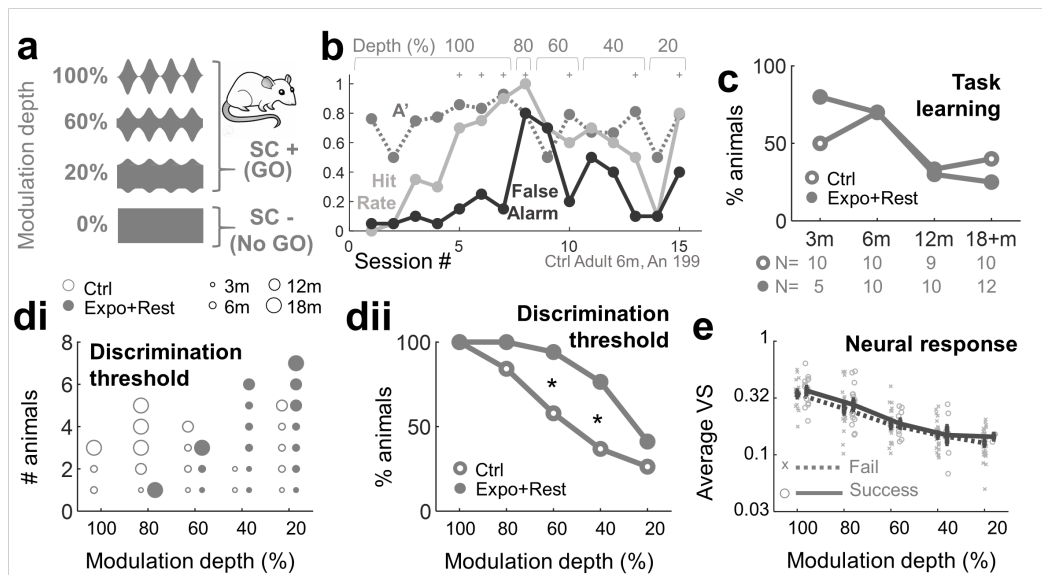 a
Modulation depth
100%
60%
20%
0%
SC +
(GO)
SC -
(No GO)
b
Depth (%) 100 80 60 40 20
+ + + + + + +
1
0.8
0.6
0.4
0.2
0
A'
Hit
Rate
False
Alarm
0 5 10 15
Session #
Ctrl Adult 6m, An 199
c
Task
learning
% animals
100
50
0
Ctrl
Expo+Rest
3m 6m 12m 18+m
N= 10 10 9 10
N= 5 10 10 12
Ctrl
Expo+Rest
3m 12m
6m 18m
di
Discrimination
threshold
# animals
8
6
4
2
0
100 80 60 40 20
Modulation depth (%)
dii
Discrimination
threshold
% animals
100
50
0
*
*
Ctrl
Expo+Rest
100 80 60 40 20
Modulation depth (%)
e
Neural response
Average VS
1
0.32
0.1
0.03
x Fail
Success
100 80 60 40 20
Modulation depth (%)